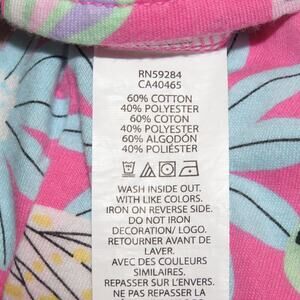 RN59284
CA40465
60% COTTON
40% POLYESTER
60% COTON
40% POLYESTER
60% ALGODÓN
40% POLIÉSTER
WASH INSIDE OUT.
WITH LIKE COLORS.
IRON ON REVERSE SIDE.
DO NOT IRON
DECORATION/ LOGO.
RETOURNER AVANT DE
LAVER.
AVEC DES COULEURS
SIMILAIRES.
REPASSER SUR L'ENVERS.
NE PAS REPASSER LA